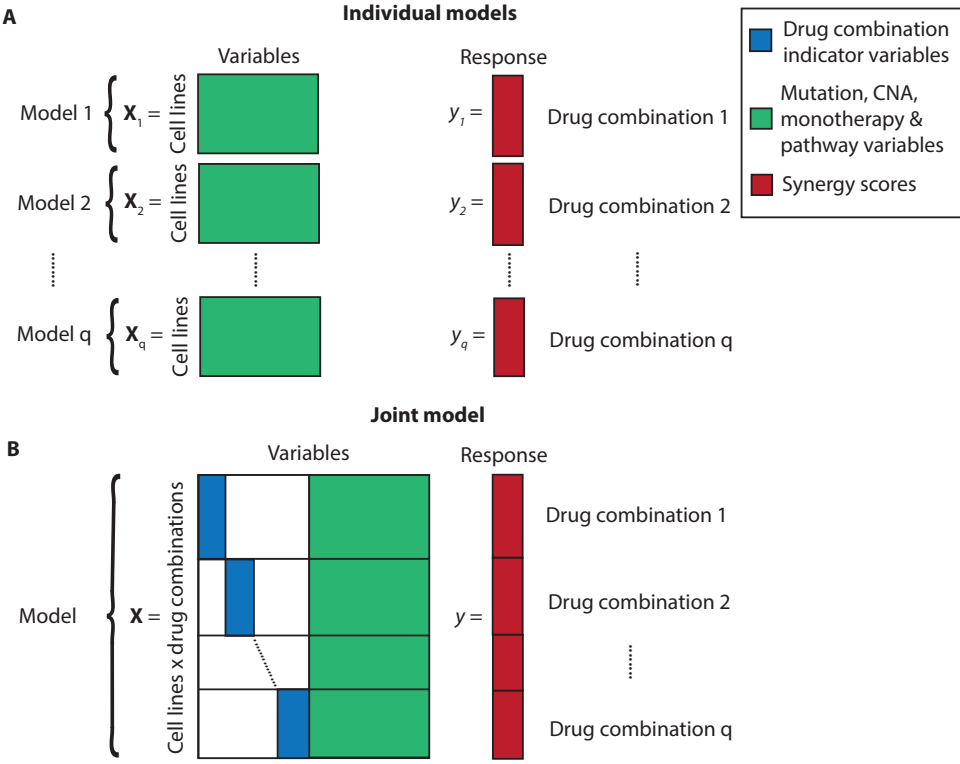 A
Individual models
Variables
Response
Model 1
X1 =
Cell lines
y1 =
Drug combination 1
Model 2
X2 =
Cell lines
y2 =
Drug combination 2
Model q
Xq =
Cell lines
yq =
Drug combination q
Drug combination
indicator variables
Mutation, CNA,
monotherapy &
pathway variables
Synergy scores
Joint model
B
Variables
Response
Model
X =
Cell lines x drug combinations
y =
Drug combination 1
Drug combination 2
Drug combination q